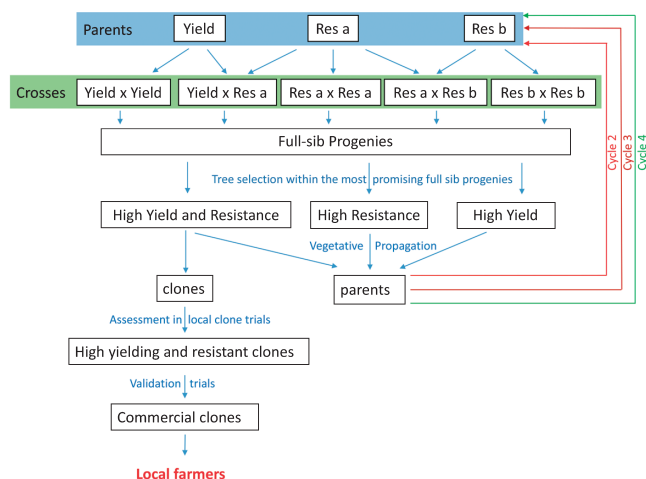 Parents
Yield
Res a
Res b
Crosses
Yield x Yield
Yield x Res a
Res a x Res a
Res a x Res b
Res b x Res b
Full-sib Progenies
Tree selection within the most promising full sib progenies
High Yield and Resistance
High Resistance
High Yield
Vegetative Propagation
clones
parents
Assessment in local clone trials
High yielding and resistant clones
Validation trials
Commercial clones
Local farmers
Cycle 2
Cycle 3
Cycle 4